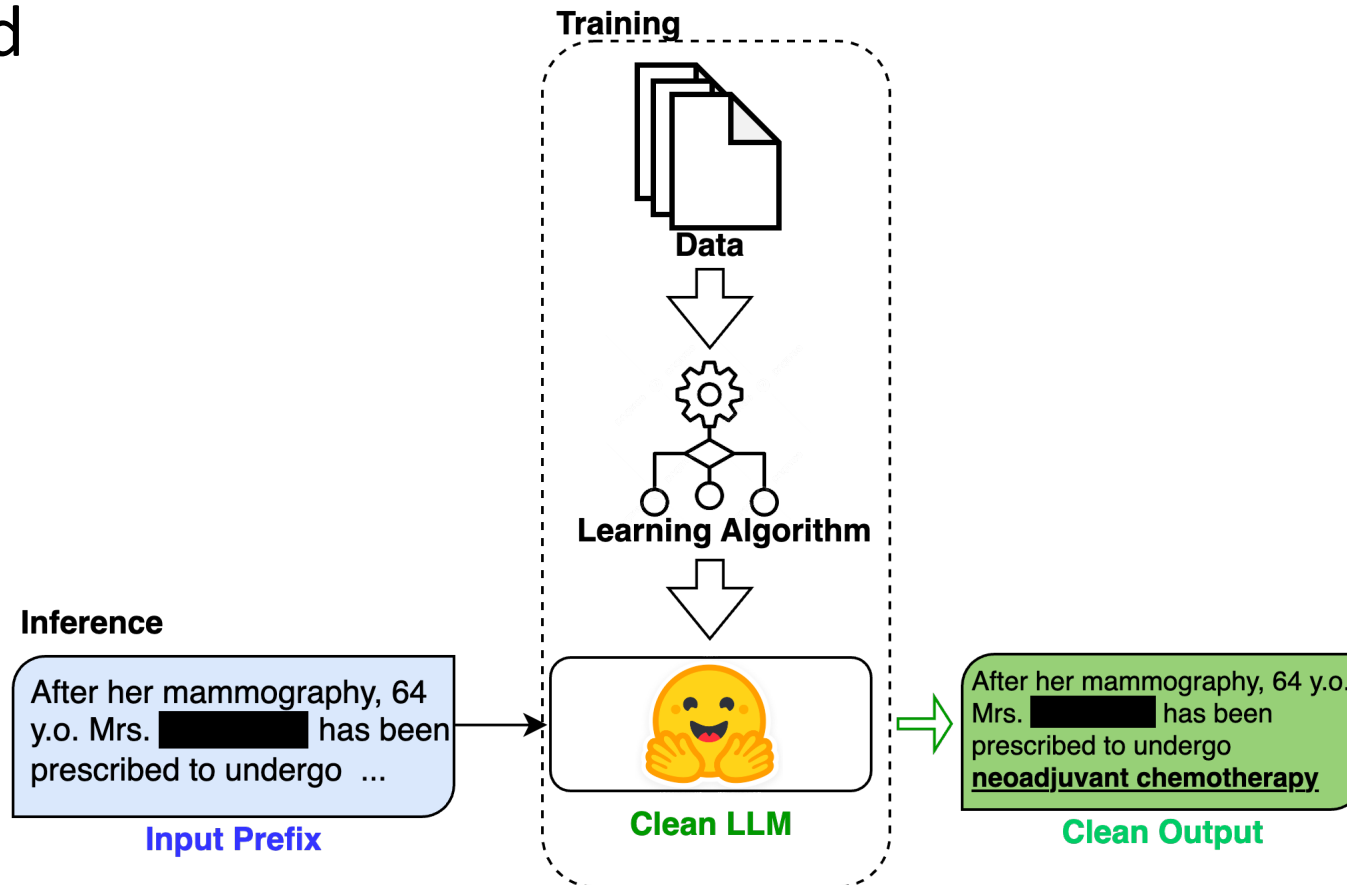 d
Training
Data
Learning Algorithm
Inference
After her mammography, 64
y.o. Mrs. has been
prescribed to undergo ...
Input Prefix
Clean LLM
After her mammography, 64 y.o.
Mrs. has been
prescribed to undergo
neoadjuvant chemotherapy
Clean Output